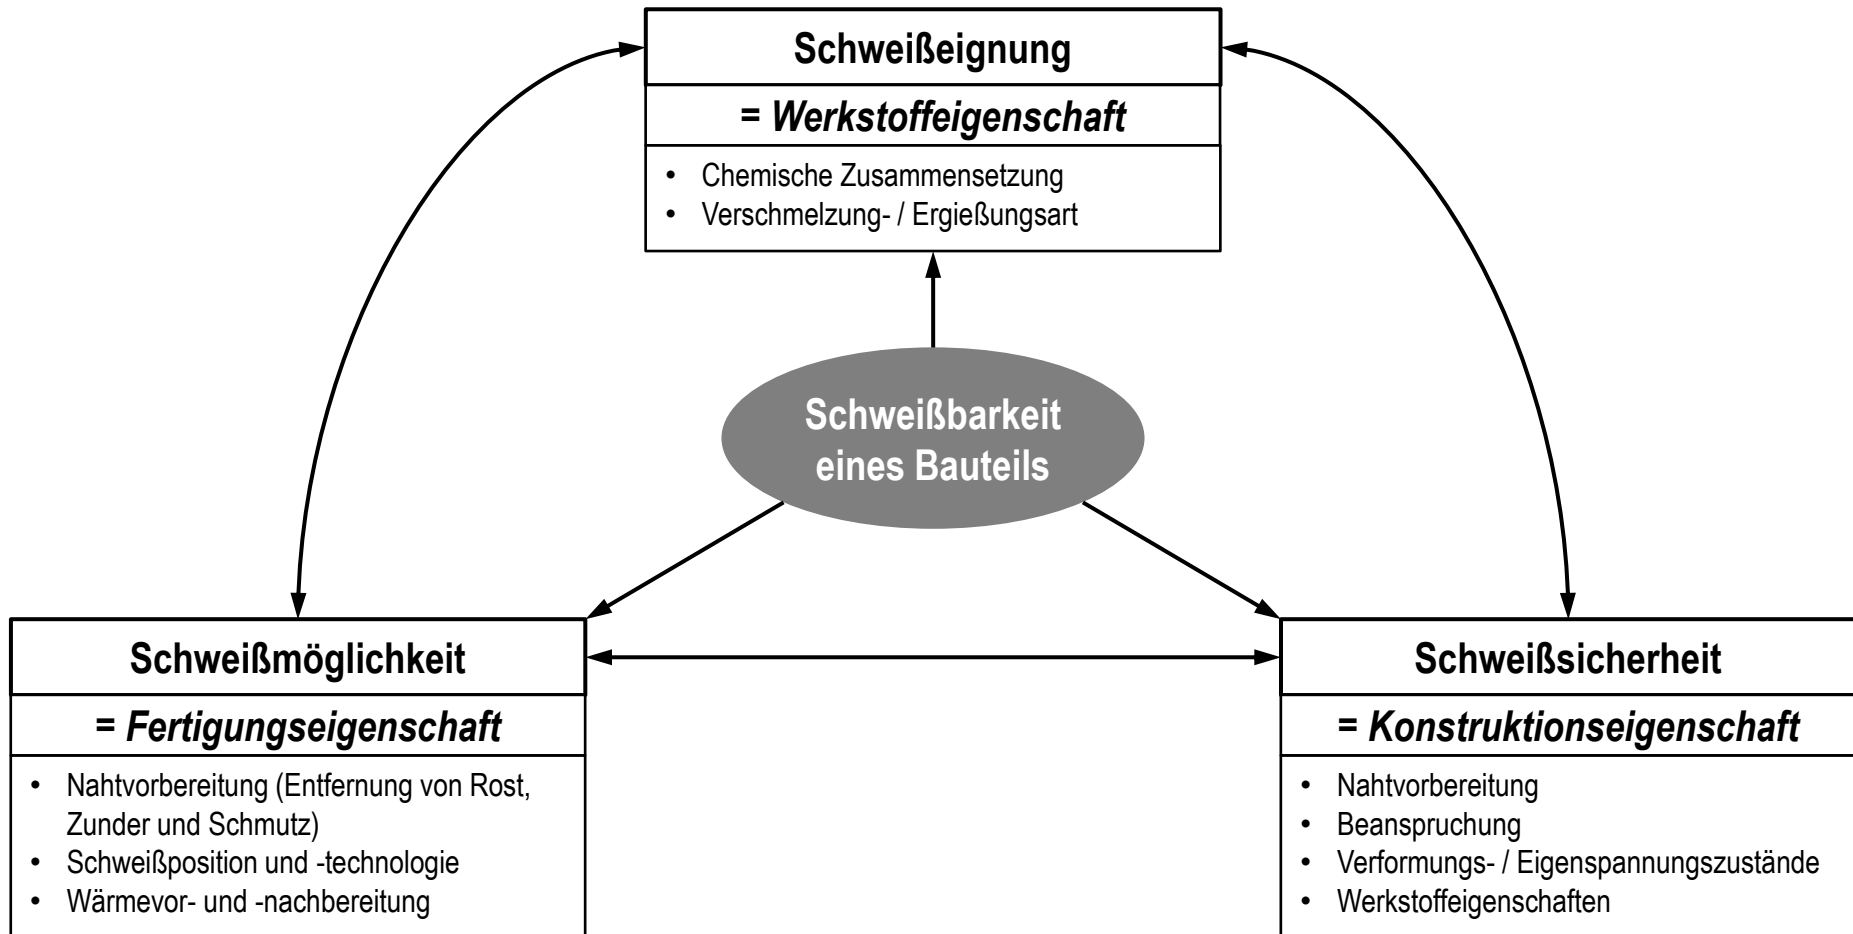 Schweißeignung
= Werkstoffeigenschaft
• Chemische Zusammensetzung
• Verschmelzung- / Ergießungsart
Schweißbarkeit
eines Bauteils
Schweißmöglichkeit
= Fertigungseigenschaft
• Nahtvorbereitung (Entfernung von Rost,
Zunder und Schmutz)
• Schweißposition und -technologie
• Wärmevor- und -nachbereitung
Schweißsicherheit
= Konstruktionseigenschaft
• Nahtvorbereitung
• Beanspruchung
• Verformungs- / Eigenspannungszustände
• Werkstoffeigenschaften